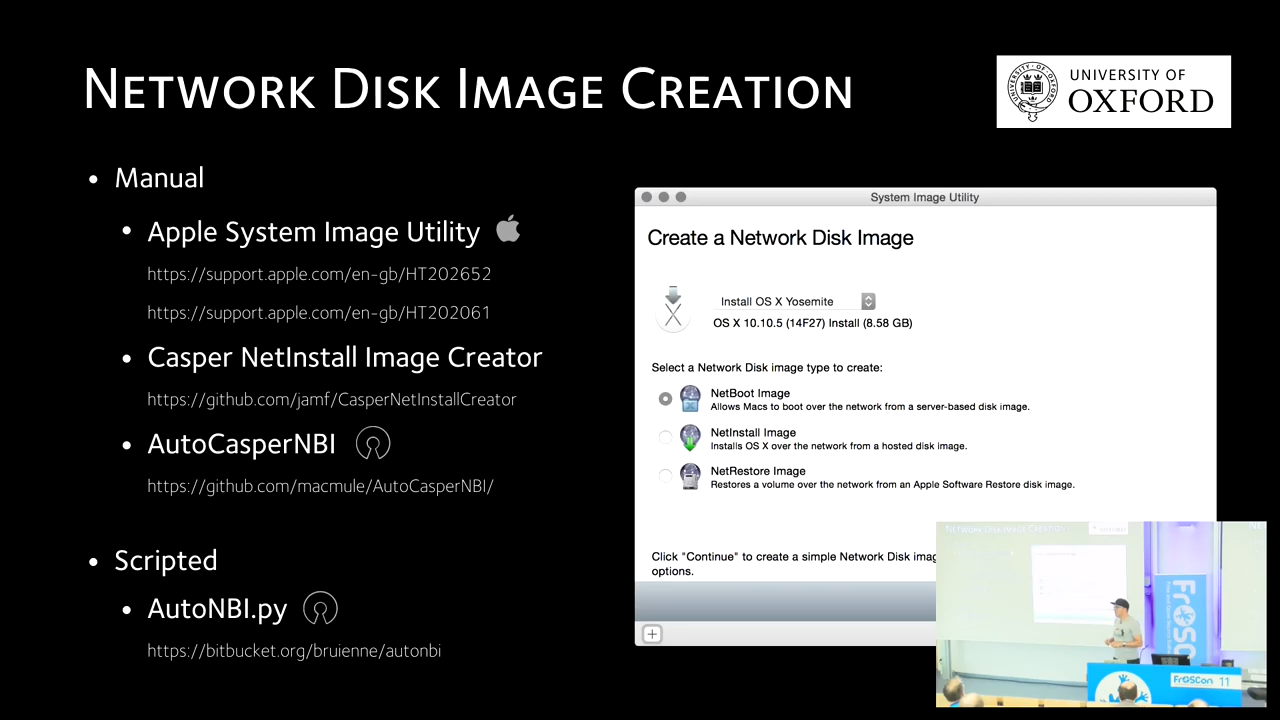 NETWORK DISK IMAGE CREATION
UNIVERSITY OF
OXFORD
• Manual
• Apple System Image Utility
https://support.apple.com/en-gb/HT202652
https://support.apple.com/en-gb/HT202061
• Casper NetInstall Image Creator
https://github.com/jamf/CasperNetInstallCreator
• AutoCasperNBI
https://github.com/macmule/AutoCasperNBI/
• Scripted
• AutoNBI.py
https://bitbucket.org/bruienne/autonbi
System Image Utility
Create a Network Disk Image
Install OS X Yosemite
OS X 10.10.5 (14F27) Install (8.58 GB)
Select a Network Disk image type to create:
NetBoot Image
Allows Macs to boot over the network from a server-based disk image.
NetInstall Image
Installs OS X over the network from a hosted disk image.
NetRestore Image
Restores a volume over the network from an Apple Software Restore disk image.
Click "Continue" to create a simple Network Disk
options.
NETWORK DISK IMAGE CREATION
FrOSCon 11